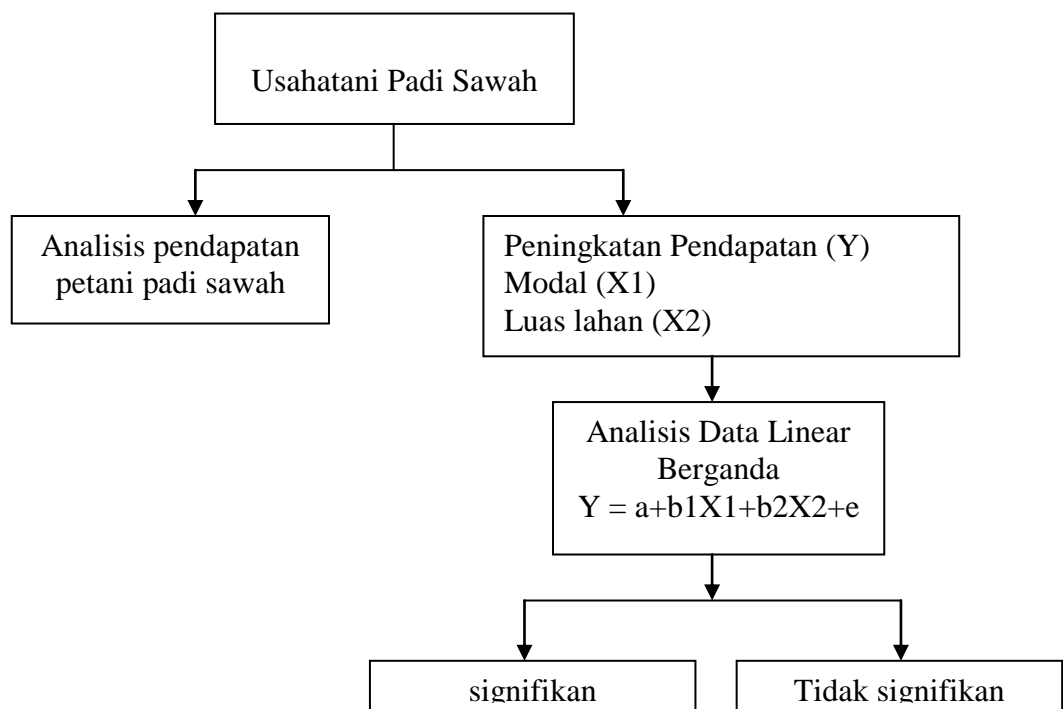 Usahatani Padi Sawah
Analisis pendapatan
petani padi sawah
Peningkatan Pendapatan (Y)
Modal (X1)
Luas lahan (X2)
Analisis Data Linear
Berganda
Y = a+b1X1+b2X2+e
signifikan
Tidak signifikan